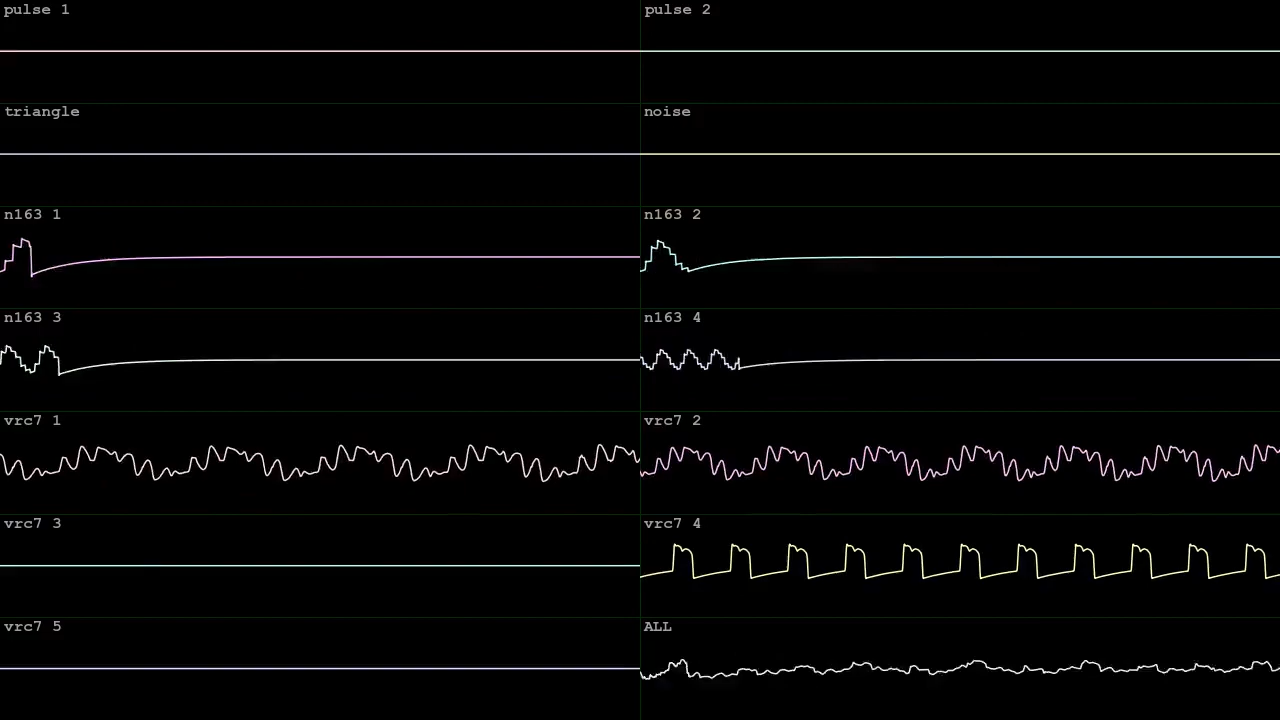 pulse 1
pulse 2
triangle
noise
n163 1
n163 2
n163 3
n163 4
vrc7 1
vrc7 2
vrc7 3
vrc7 4
vrc7 5
ALL